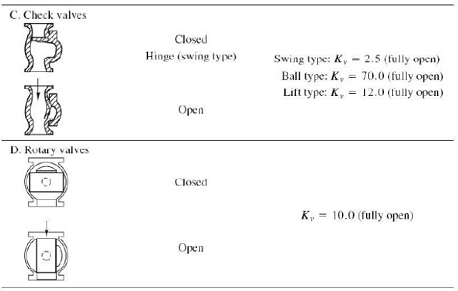 C. Check valves
Closed
Hinge (swing type)
Swing type: Kᵥ = 2.5 (fully open)
Ball type: Kᵥ = 70.0 (fully open)
Lift type: Kᵥ = 12.0 (fully open)
Open
D. Rotary valves
Closed
Kᵥ = 10.0 (fully open)
Open